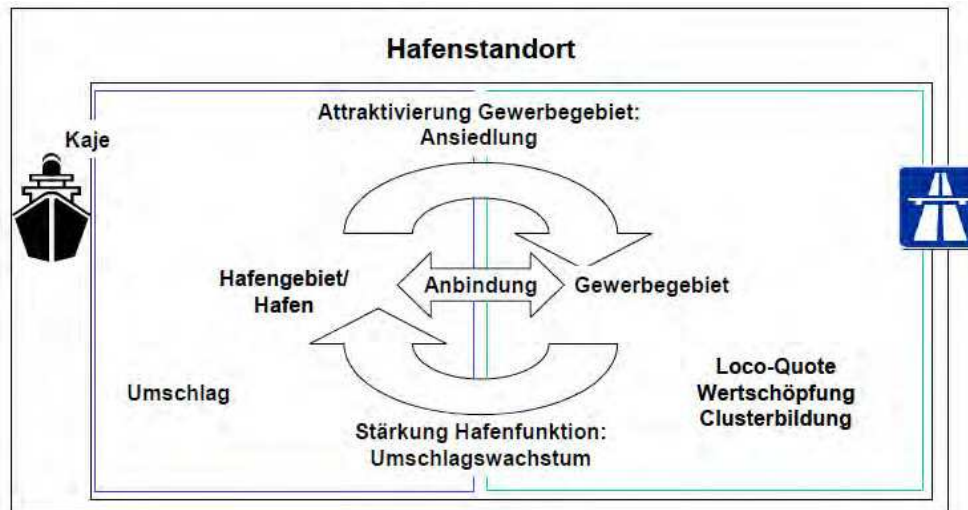 Hafenstandort
Attraktivierung Gewerbegebiet:
Ansiedlung
Kaje
Hafengebiet/
Hafen
Anbindung
Gewerbegebiet
Umschlag
Loco-Quote
Wertschöpfung
Clusterbildung
Stärkung Hafenfunktion:
Umschlagswachstum